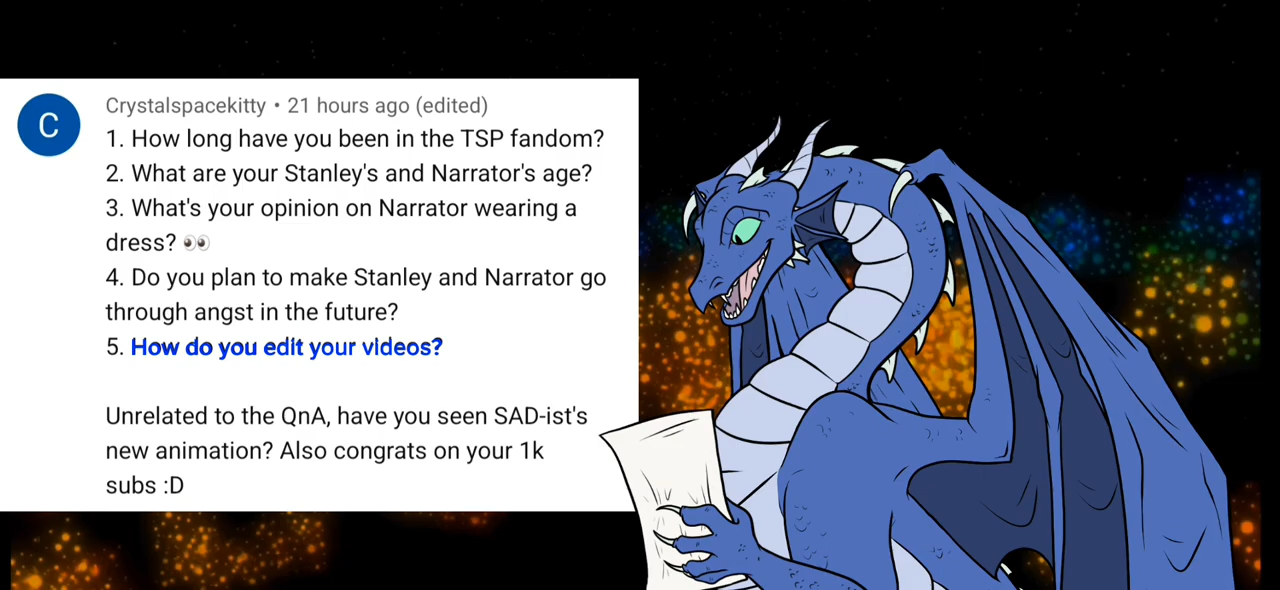 C
Crystalspacekitty • 21 hours ago (edited)
1. How long have you been in the TSP fandom?
2. What are your Stanley's and Narrator's age?
3. What's your opinion on Narrator wearing a
dress? 👀
4. Do you plan to make Stanley and Narrator go
through angst in the future?
5. How do you edit your videos?
Unrelated to the QnA, have you seen SAD-ist's
new animation? Also congrats on your 1k
subs :D